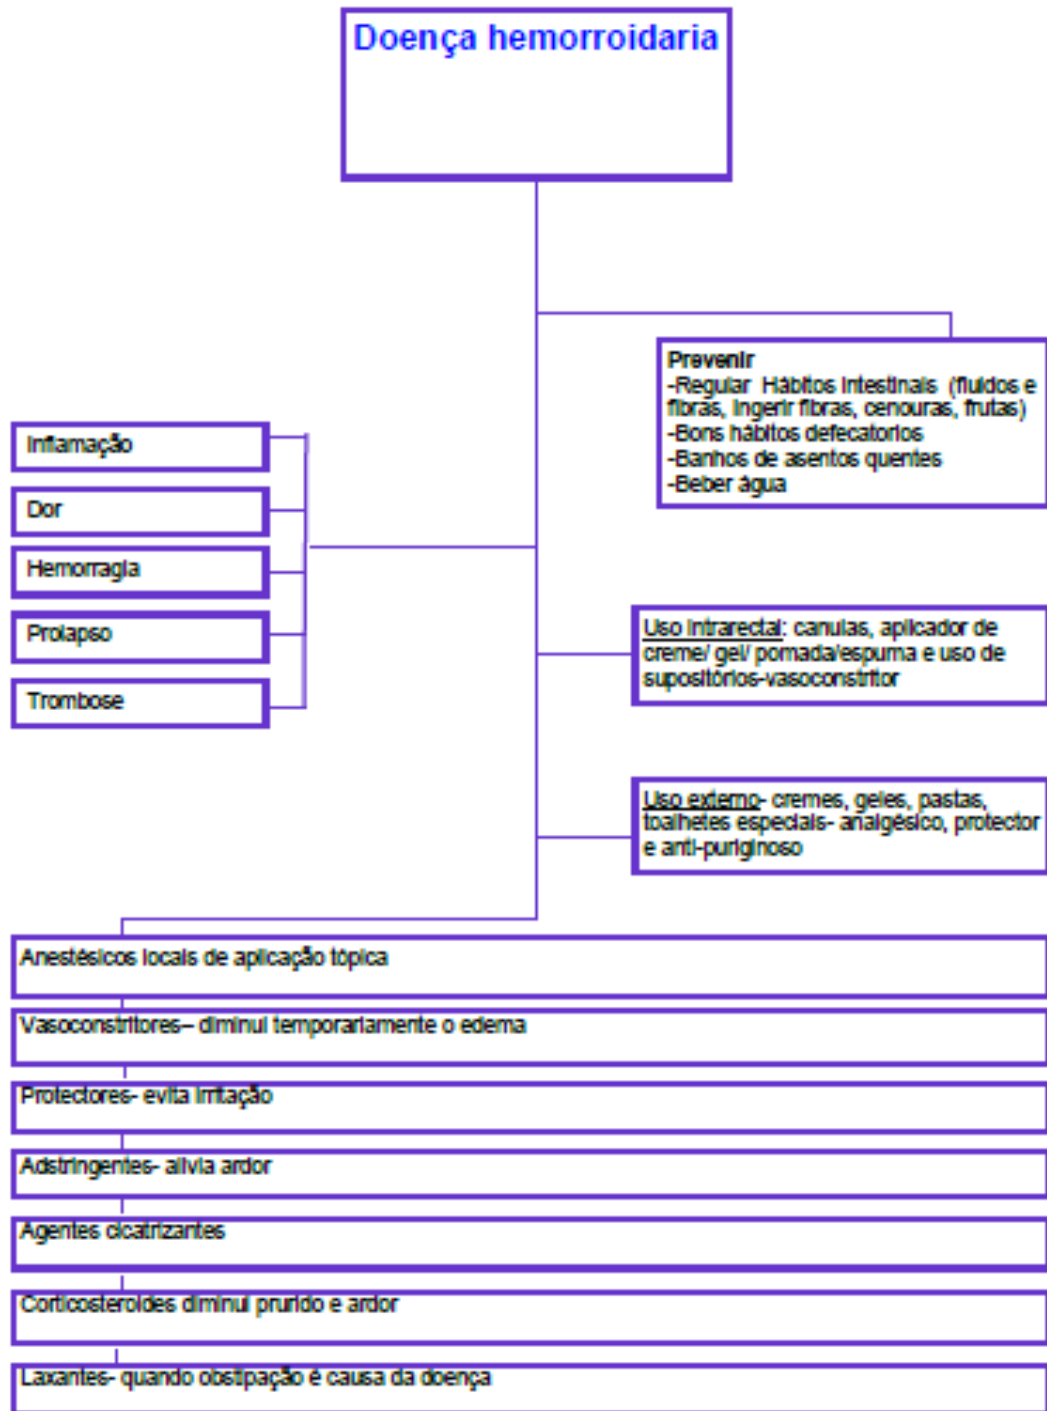 Doença hemorroidaria
Prevenir
-Regular Hábitos Intestinais (fluidos e
fibras, ingerir fibras, cenouras, frutas)
-Bons hábitos defecatorios
-Banhos de asentos quentes
-Beber água
Inflamação
Dor
Hemorragia
Prolapso
Trombose
Uso intrarectal: canulas, aplicador de
creme/ gel/ pomada/espuma e uso de
supositórios-vasoconstritor
Uso externo- cremes, geles, pastas,
toalhetes especiais- analgésico, protector
e anti-puriginoso
Anestésicos locais de aplicação tópica
Vasoconstritores– diminui temporariamente o edema
Protectores- evita irritação
Adstringentes- alivia ardor
Agentes cicatrizantes
Corticosteroides diminui prurido e ardor
Laxantes- quando obstipação é causa da doença